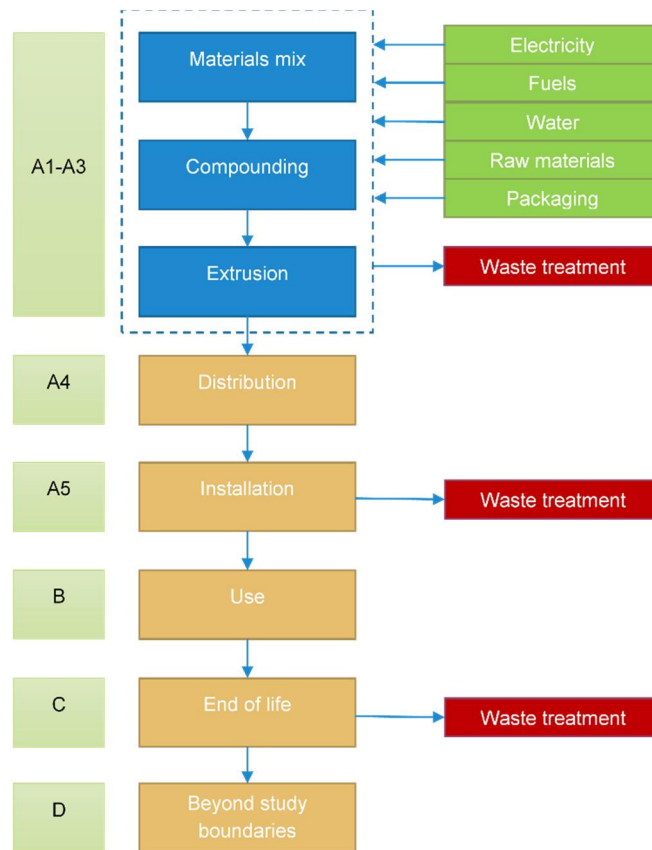 Materials mix
Electricity
Fuels
Water
A1-A3
Compounding
Raw materials
Packaging
Extrusion
Waste treatment
A4
Distribution
A5
Installation
Waste treatment
B
Use
C
End of life
Waste treatment
D
Beyond study
boundaries